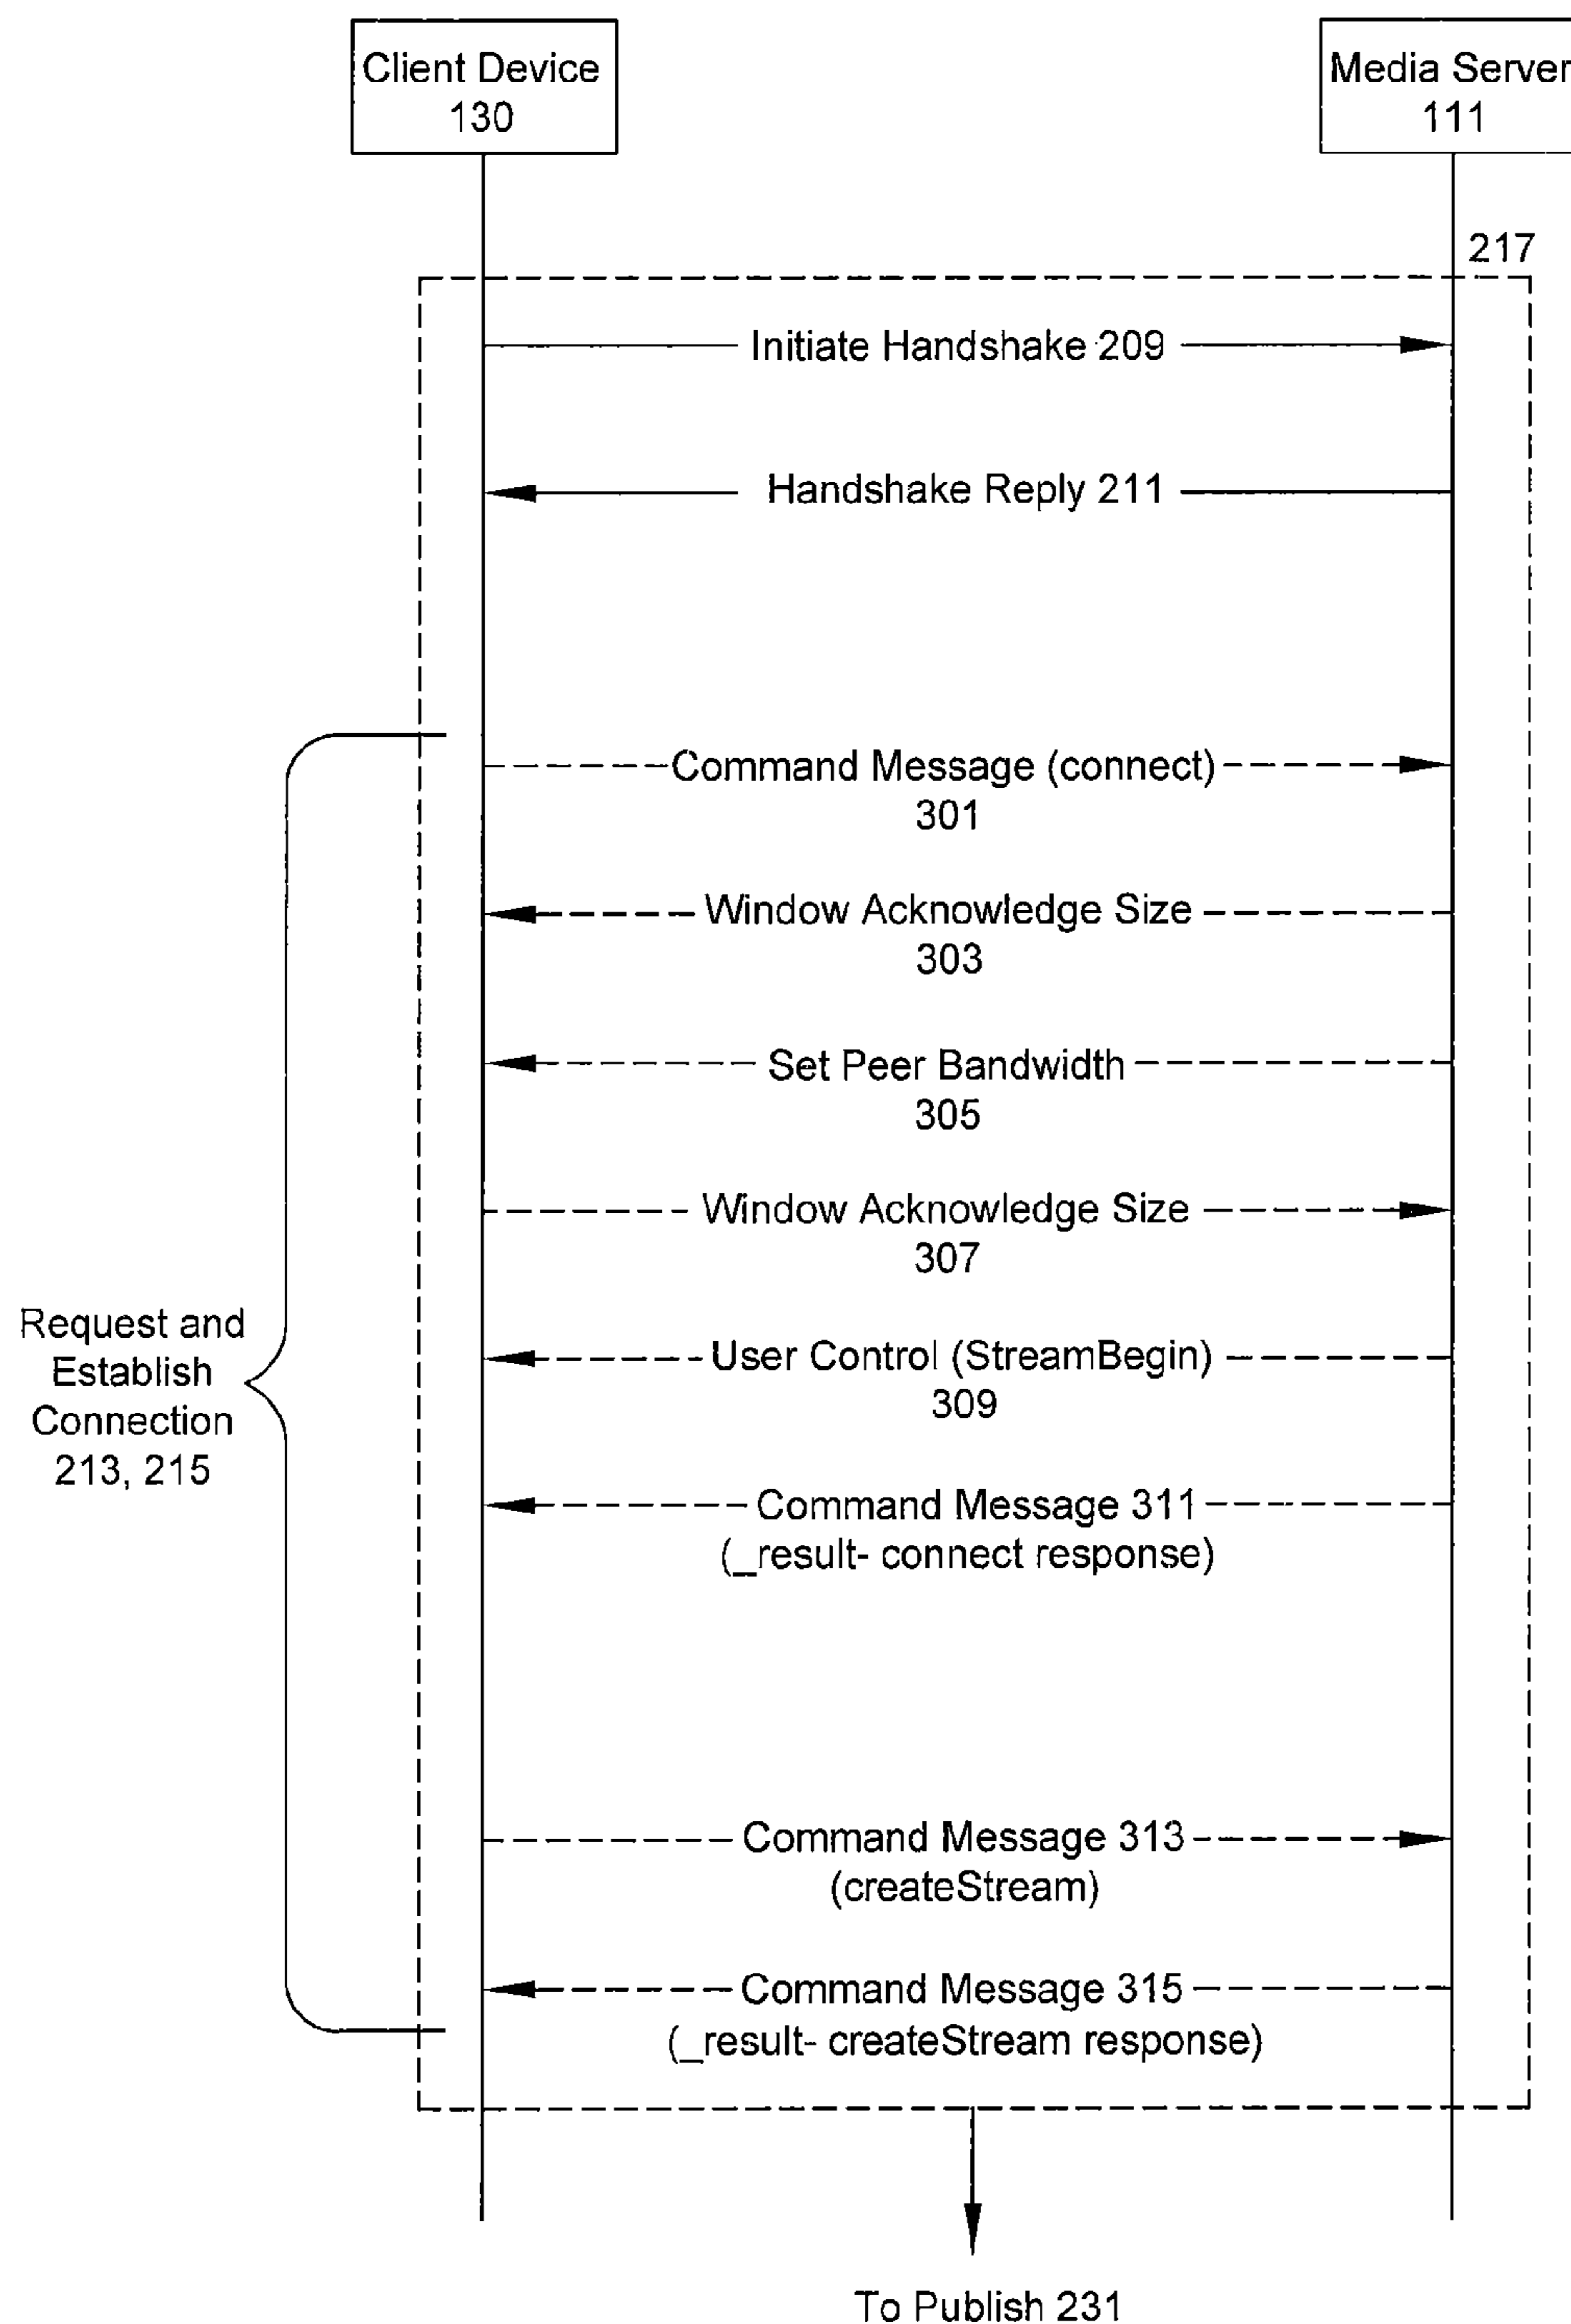 Client Device
130
Media Server
111
217
Initiate Handshake 209
Handshake Reply 211
Command Message (connect)
301
Window Acknowledge Size
303
Set Peer Bandwidth
305
Window Acknowledge Size
307
Request and
Establish
Connection
213, 215
User Control (StreamBegin)
309
Command Message 311
(_result- connect response)
Command Message 313
(createStream)
Command Message 315
(_result- createStream response)
To Publish 231